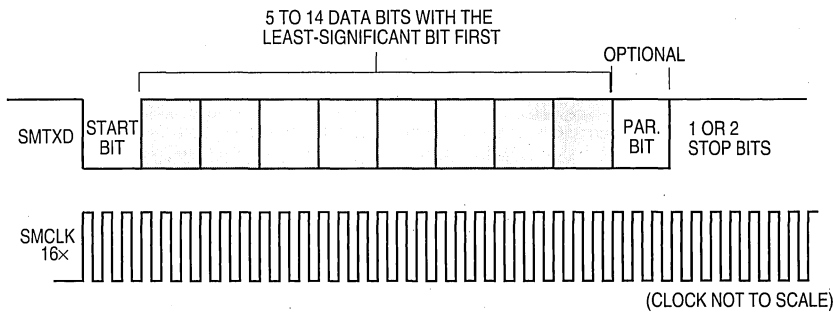 5 TO 14 DATA BITS WITH THE
LEAST-SIGNIFICANT BIT FIRST
OPTIONAL
SMTXD
START
BIT
PAR.
BIT
1 OR 2
STOP BITS
SMCLK
16×
(CLOCK NOT TO SCALE)